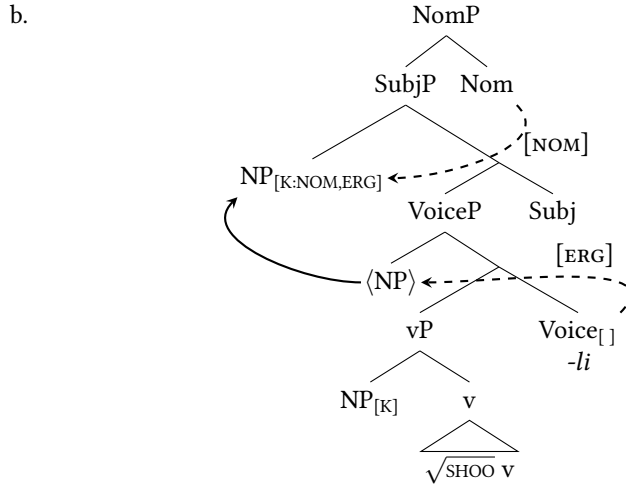 b.
NomP
SubjP Nom
[NOM]
NP[K:NOM,ERG]
VoiceP Subj
[ERG]
⟨NP⟩
vP Voice[ ]
-li
NP[K] v
√SHOO v